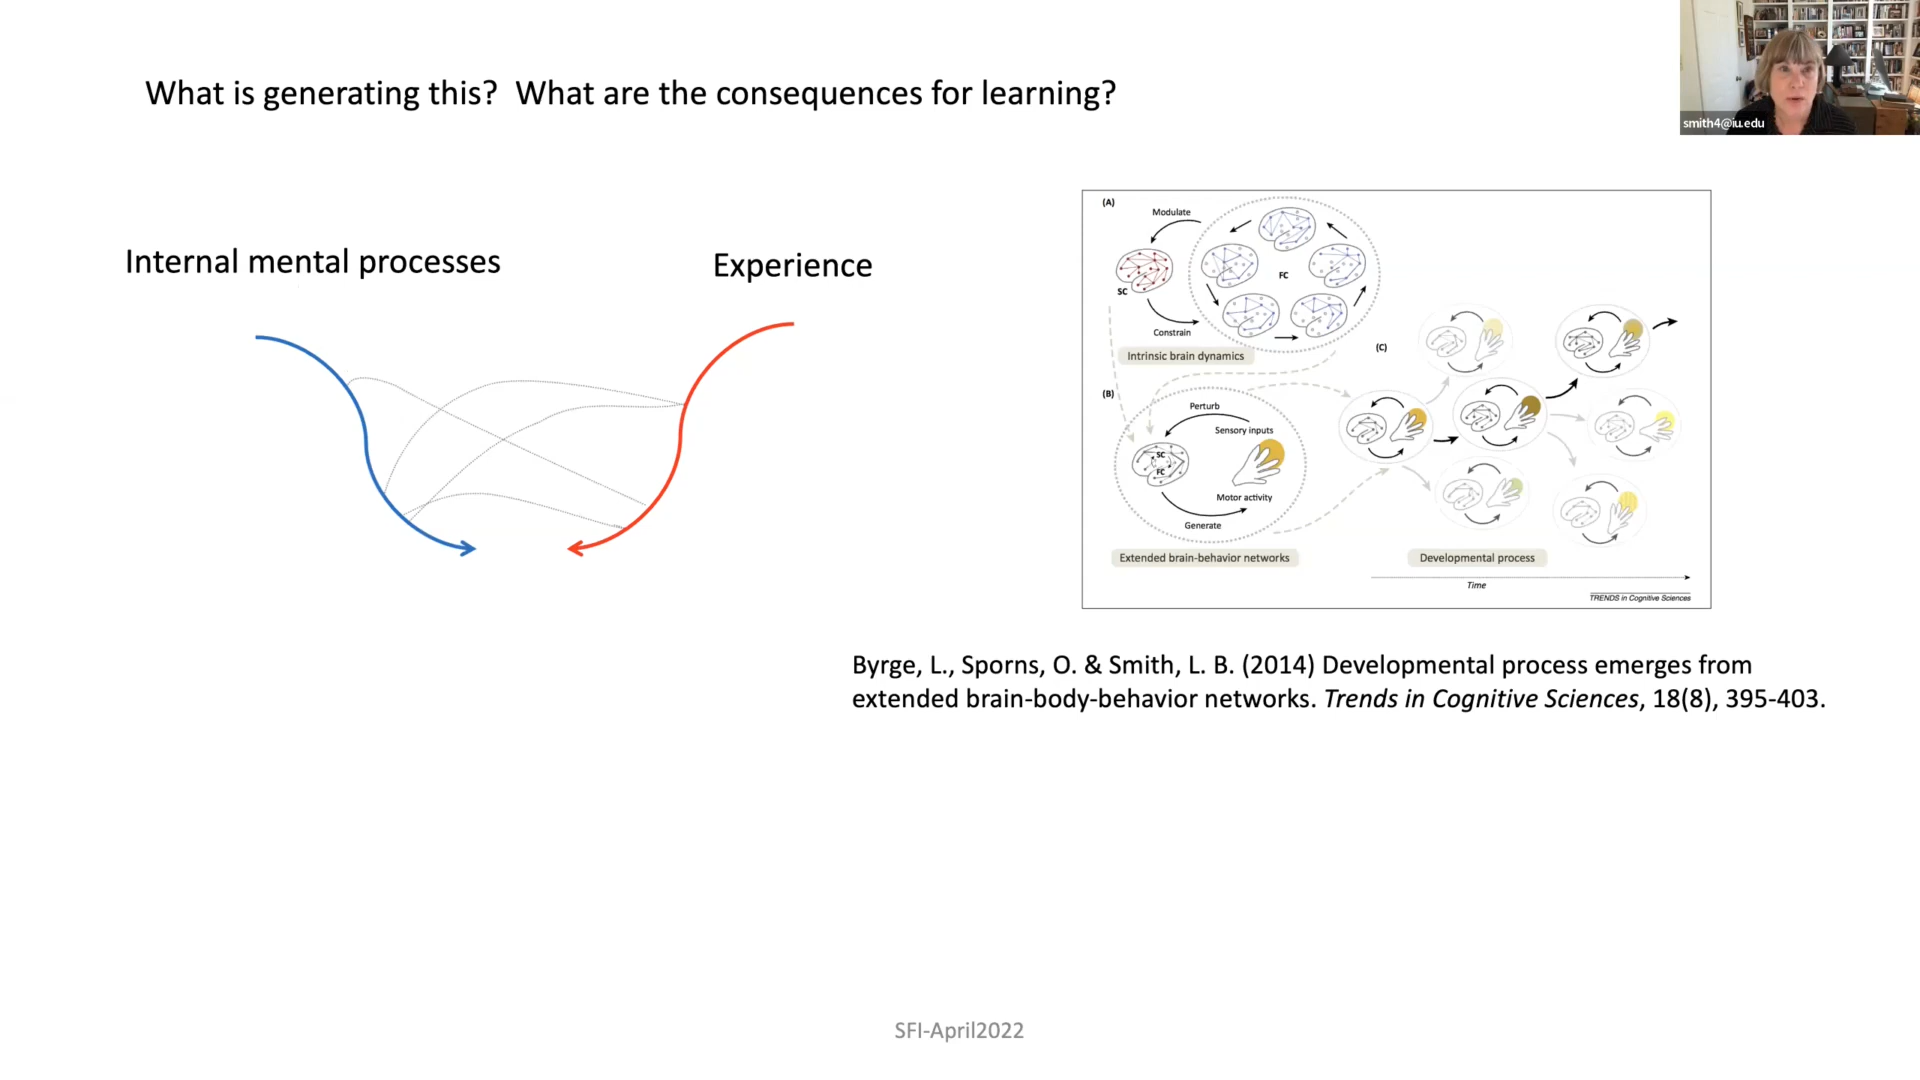 What is generating this?  What are the consequences for learning?
smith4@iu.edu
Internal mental processes
Experience
(A)
Modulate
SC
FC
Constrain
Intrinsic brain dynamics
(B)
Perturb
Sensory inputs
SC
FC
Motor activity
Generate
Extended brain-behavior networks
(C)
Developmental process
Time
TRENDS in Cognitive Sciences
Byrge, L., Sporns, O. & Smith, L. B. (2014) Developmental process emerges from
extended brain-body-behavior networks. Trends in Cognitive Sciences, 18(8), 395-403.
SFI-April2022